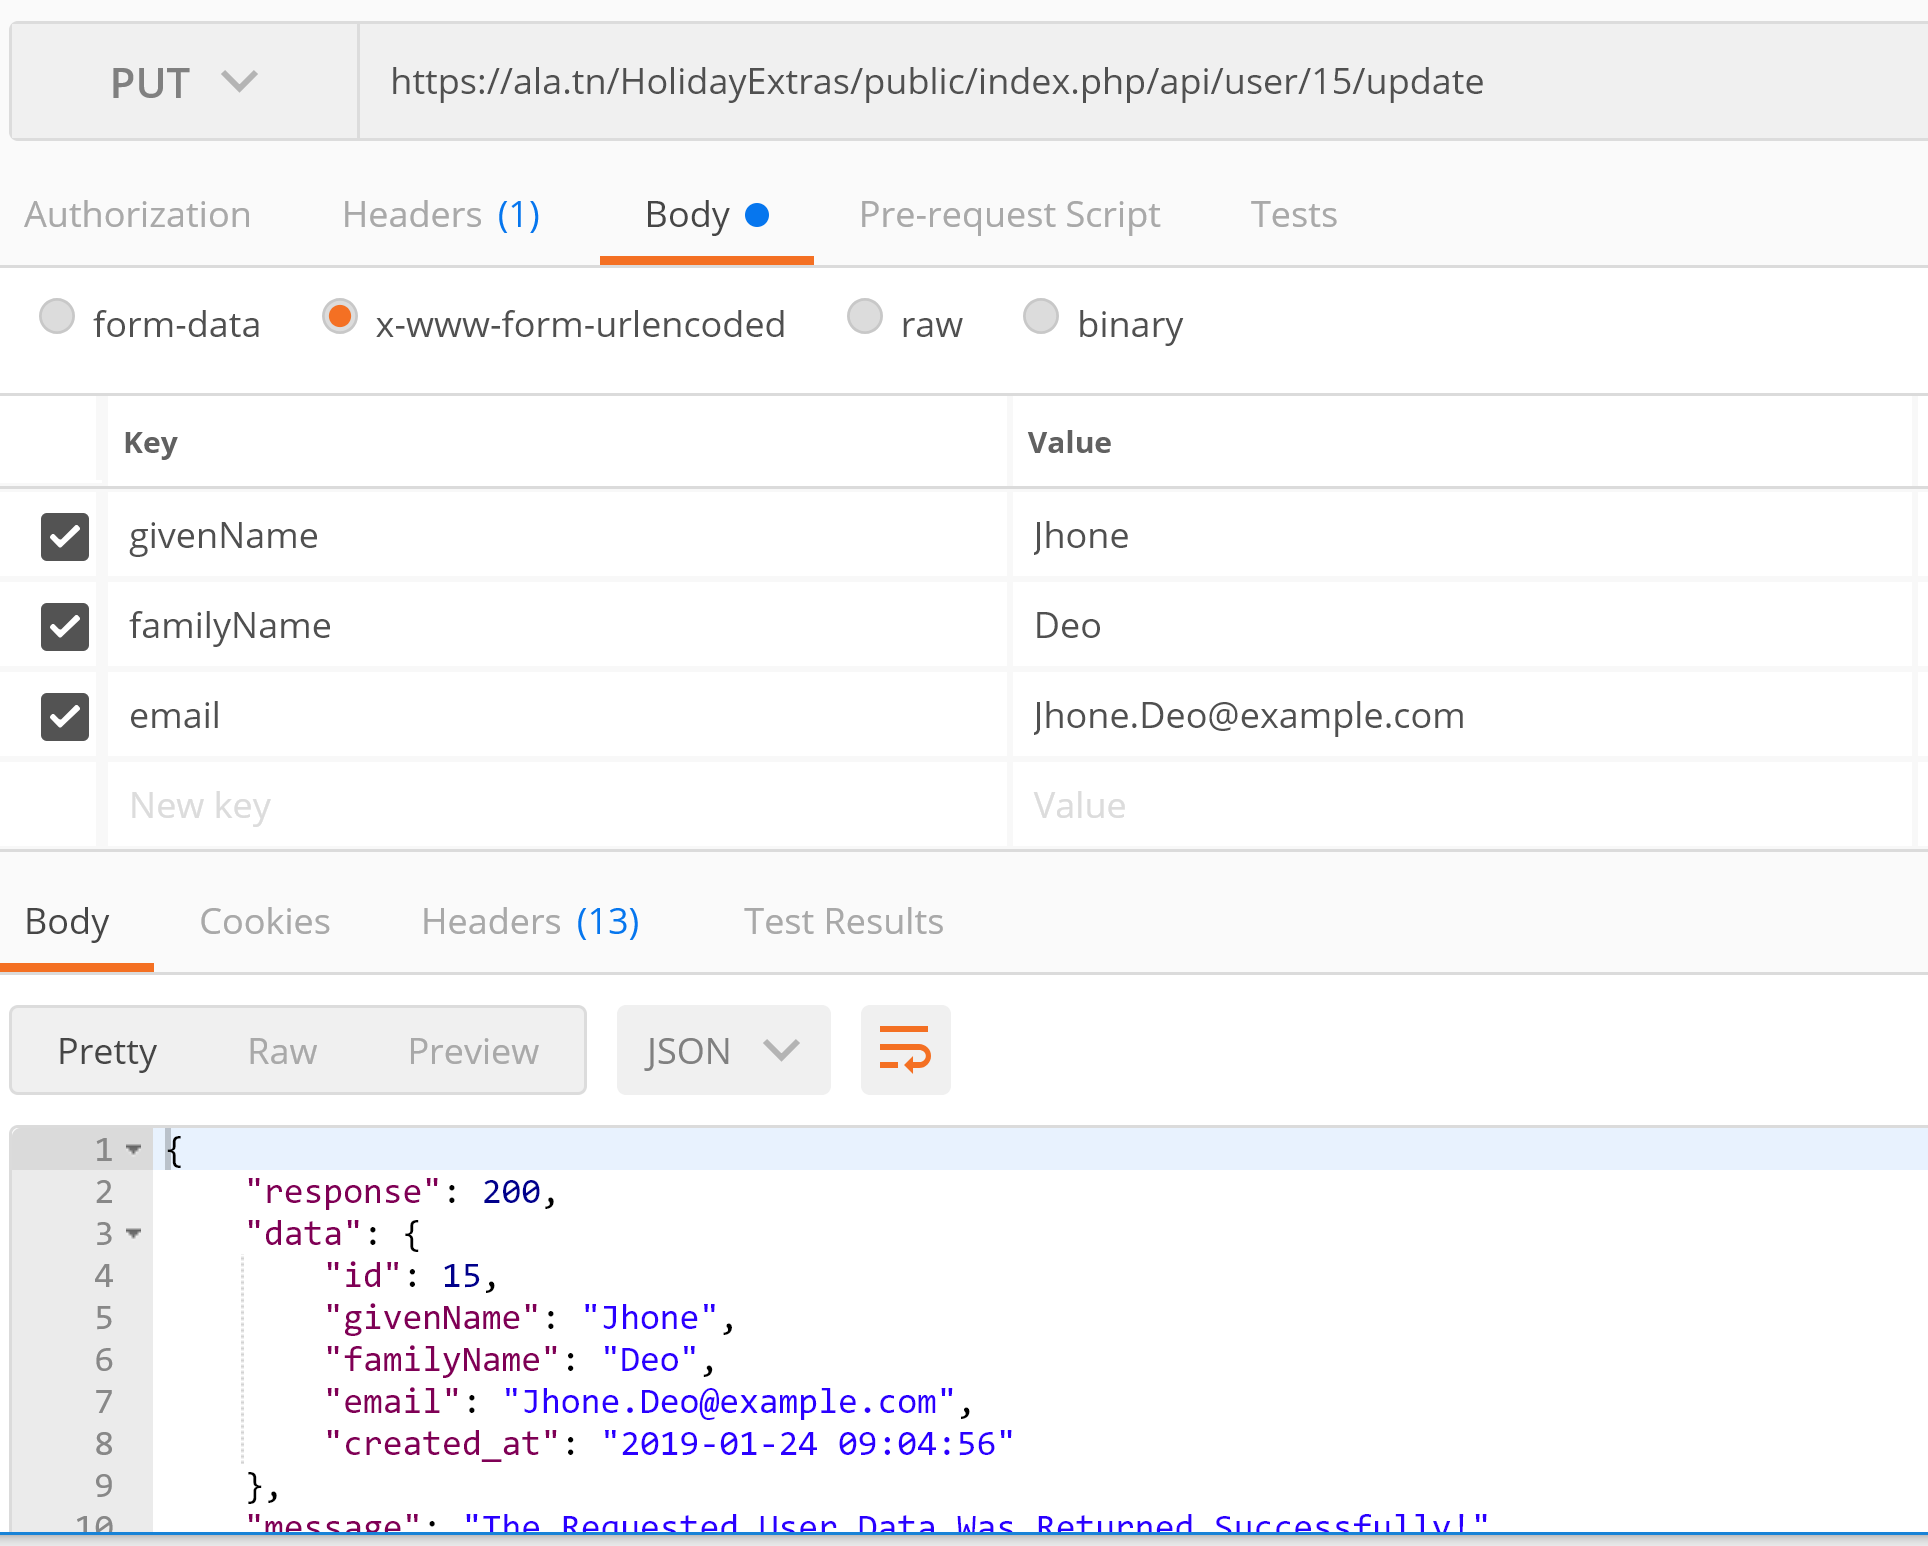 PUT https://ala.tn/HolidayExtras/public/index.php/api/user/15/update
Authorization Headers (1) Body Pre-request Script Tests
form-data x-www-form-urlencoded raw binary
Key Value
givenName Jhone
familyName Deo
email Jhone.Deo@example.com
New key Value
Body Cookies Headers (13) Test Results
Pretty Raw Preview JSON
1 {
2 "response": 200,
3 "data": {
4 "id": 15,
5 "givenName": "Jhone",
6 "familyName": "Deo",
7 "email": "Jhone.Deo@example.com",
8 "created_at": "2019-01-24 09:04:56"
9 },
10 "message": "The Requested User Data Was Returned Successfully!"